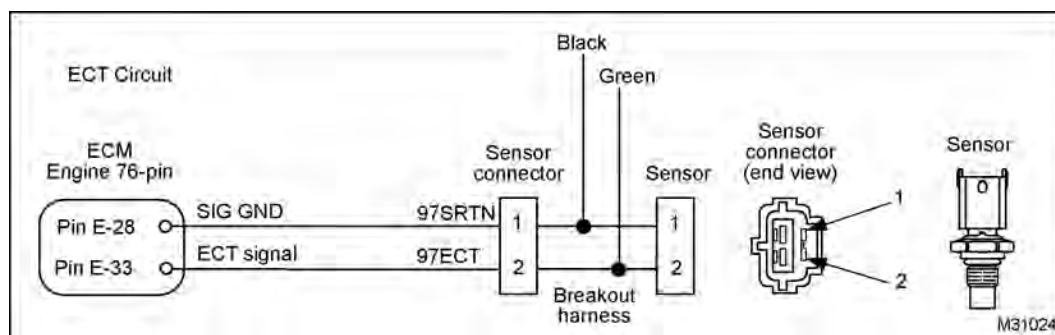 Black
Green
ECT Circuit
ECM
Engine 76-pin
Sensor
connector
Sensor
Sensor
connector
(end view)
Sensor
Pin E-28
SIG GND
97SRTN
1
1
1
Pin E-33
ECT signal
97ECT
2
2
2
Breakout
harness
M31024